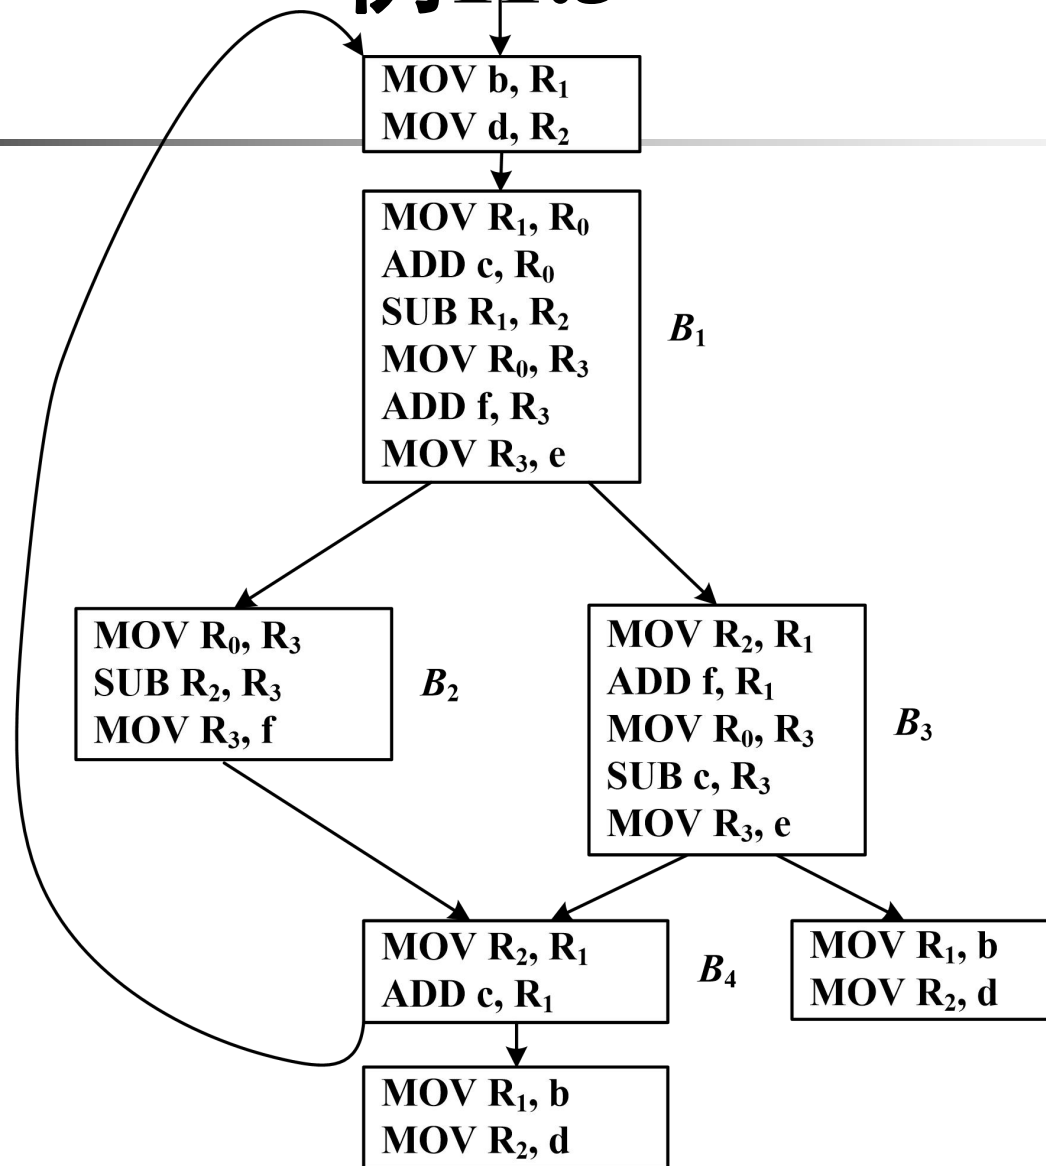 MOV b, R₁
MOV d, R₂
MOV R₁, R₀
ADD c, R₀
SUB R₁, R₂
MOV R₀, R₃
ADD f, R₃
MOV R₃, e
B₁
MOV R₀, R₃
SUB R₂, R₃
MOV R₃, f
B₂
MOV R₂, R₁
ADD f, R₁
MOV R₀, R₃
SUB c, R₃
MOV R₃, e
B₃
MOV R₂, R₁
ADD c, R₁
B₄
MOV R₁, b
MOV R₂, d
MOV R₁, b
MOV R₂, d